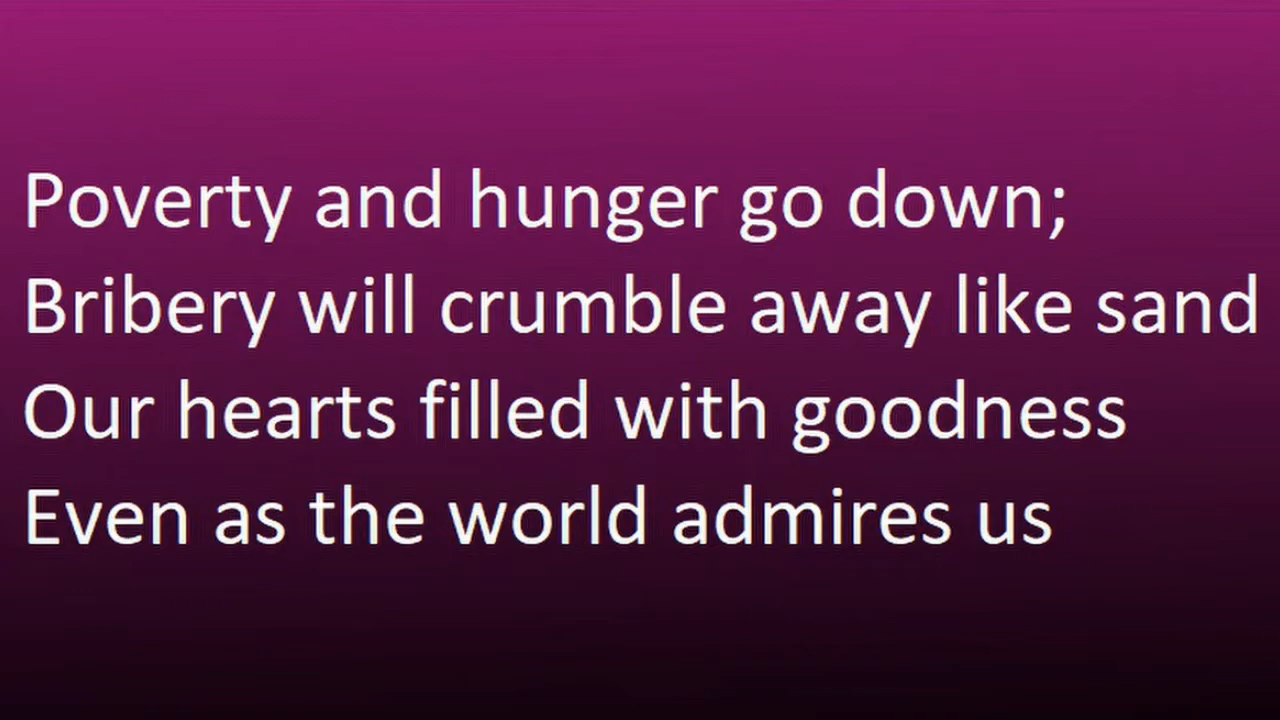 Poverty and hunger go down;
Bribery will crumble away like sand
Our hearts filled with goodness
Even as the world admires us